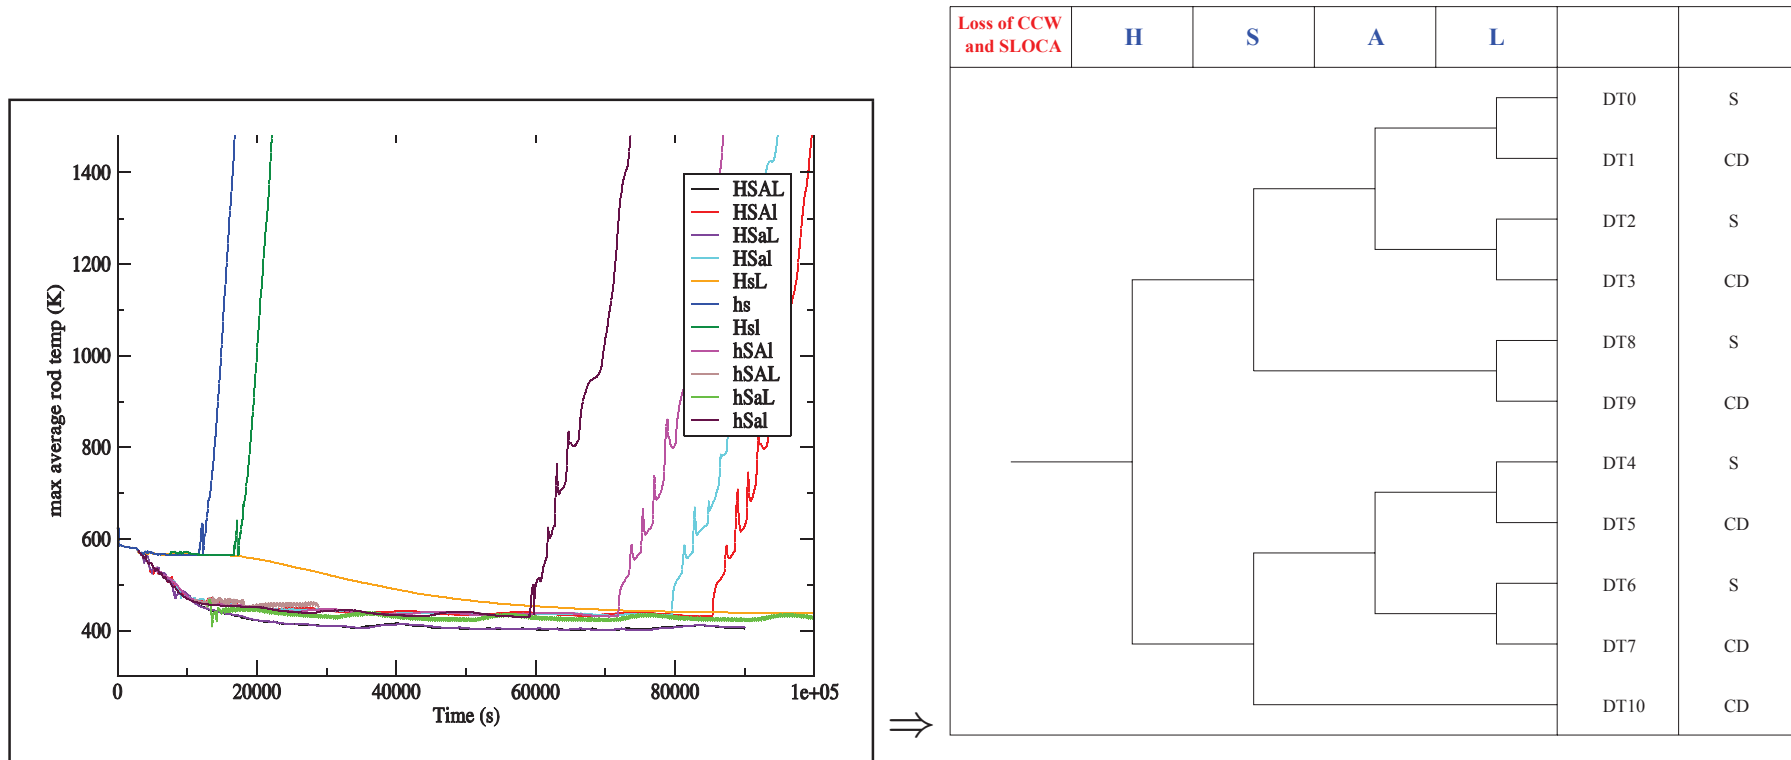 1400
1200
1000
800
600
400
max average rod temp (K)
0
20000
40000
60000
80000
1e+05
Time (s)
HSAL
HSAl
HSaL
HSal
HsL
hs
Hsl
hSAl
hSAL
hSaL
hSal
⇒
Loss of CCW
and SLOCA
H
S
A
L
DT0 S
DT1 CD
DT2 S
DT3 CD
DT8 S
DT9 CD
DT4 S
DT5 CD
DT6 S
DT7 CD
DT10 CD